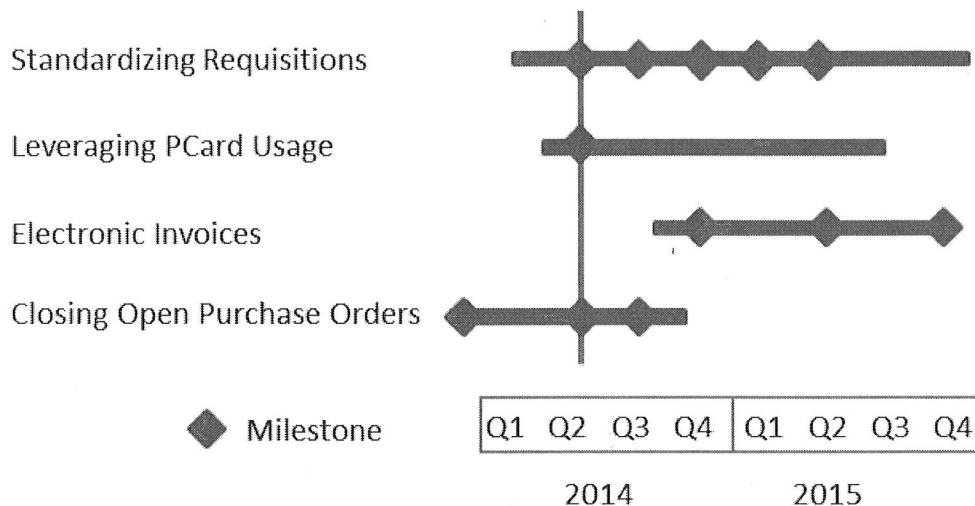 Standardizing Requisitions
Leveraging PCard Usage
Electronic Invoices
Closing Open Purchase Orders
Milestone
Q1 Q2 Q3 Q4 Q1 Q2 Q3 Q4
2014 2015